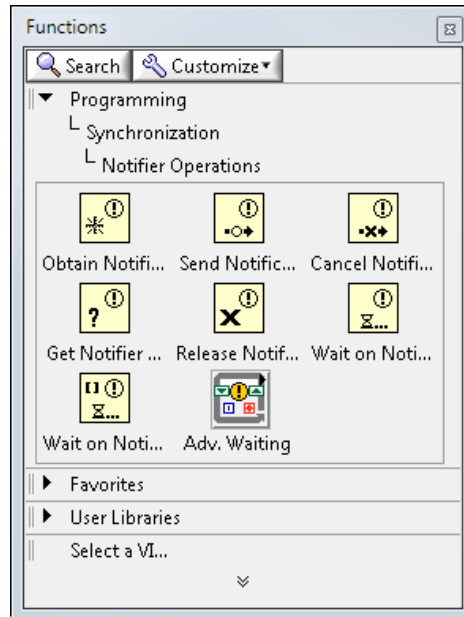 Functions
Search Customize
Programming
Synchronization
Notifier Operations
Obtain Notifi... Send Notific... Cancel Notifi...
Get Notifier ... Release Notif... Wait on Noti...
Wait on Noti... Adv. Waiting
Favorites
User Libraries
Select a VI...